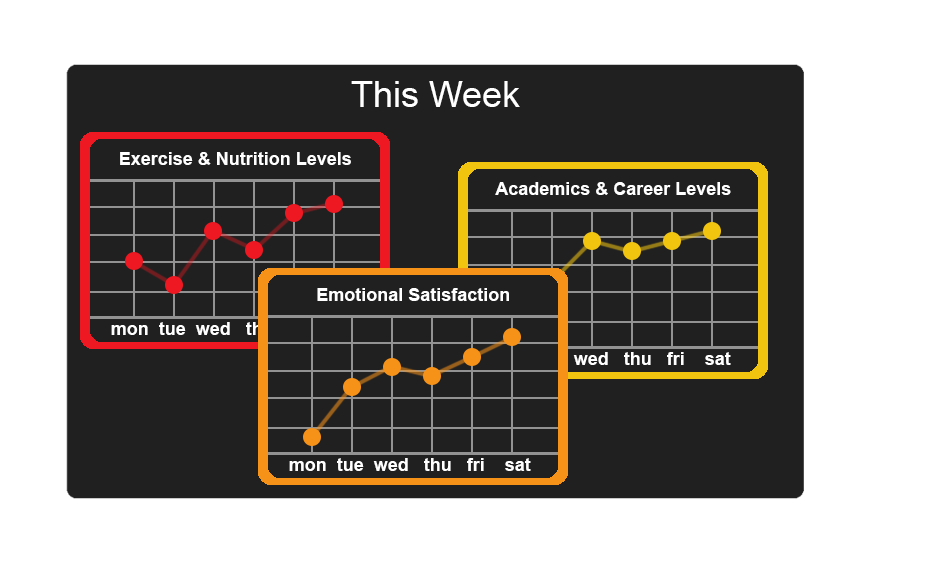 This Week
Exercise & Nutrition Levels
mon tue wed th
Academics & Career Levels
wed thu fri sat
Emotional Satisfaction
mon tue wed thu fri sat